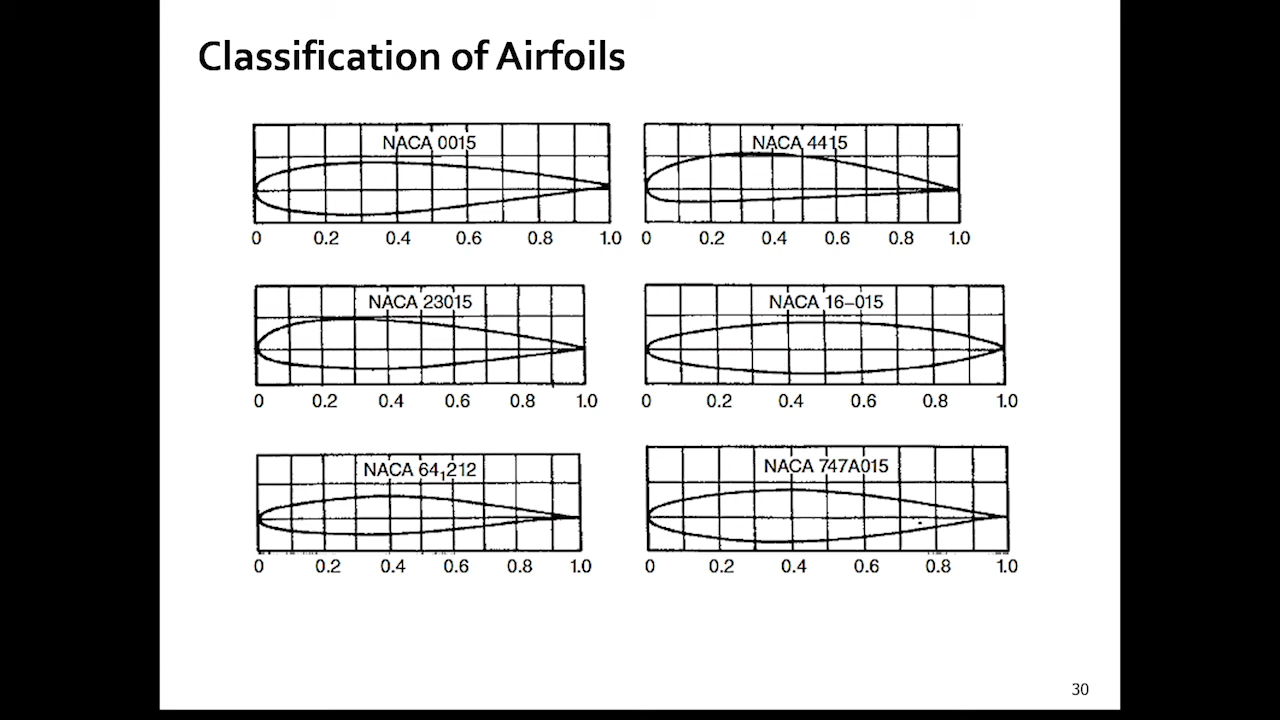 Classification of Airfoils
NACA 0015
0 0.2 0.4 0.6 0.8 1.0
NACA 4415
0 0.2 0.4 0.6 0.8 1.0
NACA 23015
0 0.2 0.4 0.6 0.8 1.0
NACA 16–015
0 0.2 0.4 0.6 0.8 1.0
NACA 64₁212
0 0.2 0.4 0.6 0.8 1.0
NACA 747A015
0 0.2 0.4 0.6 0.8 1.0
30